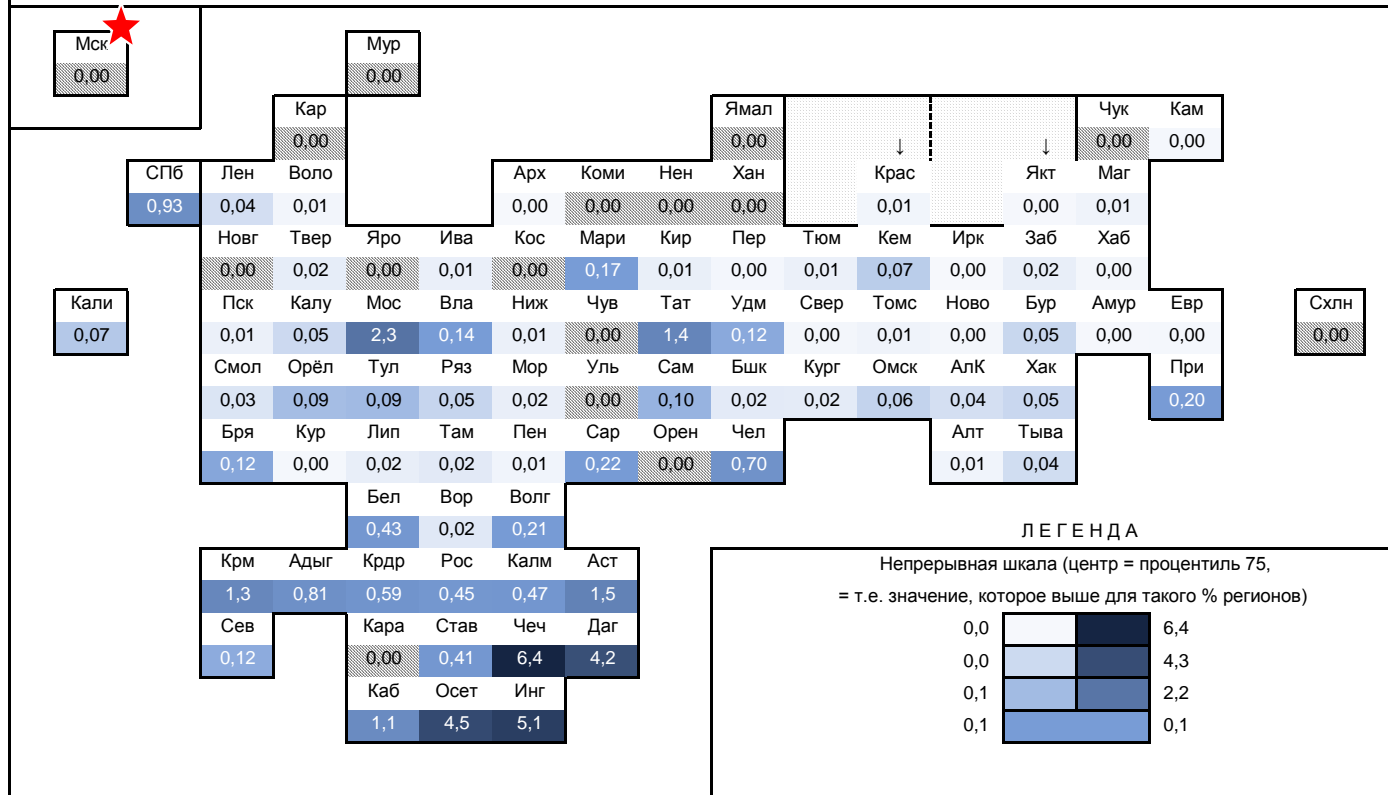 Мск Мур
0,00 0,00
Кар Ямал Чук Кам
0,00 0,00 ↓ ↓ 0,00 0,00
СПб Лен Воло Арх Коми Нен Хан Крас Якт Маг
0,93 0,04 0,01 0,00 0,00 0,00 0,00 0,01 0,00 0,01
Новг Твер Яро Ива Кос Мари Кир Пер Тюм Кем Ирк Заб Хаб
0,00 0,02 0,00 0,01 0,00 0,17 0,01 0,00 0,01 0,07 0,00 0,02 0,00
Кали Пск Калу Мос Вла Ниж Чув Тат Удм Свер Томс Ново Бур Амур Евр Схлн
0,07 0,01 0,05 2,3 0,14 0,01 0,00 1,4 0,12 0,00 0,01 0,00 0,05 0,00 0,00 0,00
Смол Орёл Тул Ряз Мор Уль Сам Бшк Кург Омск АлК Хак При
0,03 0,09 0,09 0,05 0,02 0,00 0,10 0,02 0,02 0,06 0,04 0,05 0,20
Бря Кур Лип Там Пен Сар Орен Чел Алт Тыва
0,12 0,00 0,02 0,02 0,01 0,22 0,00 0,70 0,01 0,04
Бел Вор Волг
0,43 0,02 0,21
ЛЕГЕНДА
Крм Адыг Крдр Рос Калм Аст
1,3 0,81 0,59 0,45 0,47 1,5
Сев Кара Став Чеч Даг
0,12 0,00 0,41 6,4 4,2
Каб Осет Инг
1,1 4,5 5,1
Непрерывная шкала (центр = процентиль 75,
= т.е. значение, которое выше для такого % регионов)
0,0 6,4
0,0 4,3
0,1 2,2
0,1 0,1